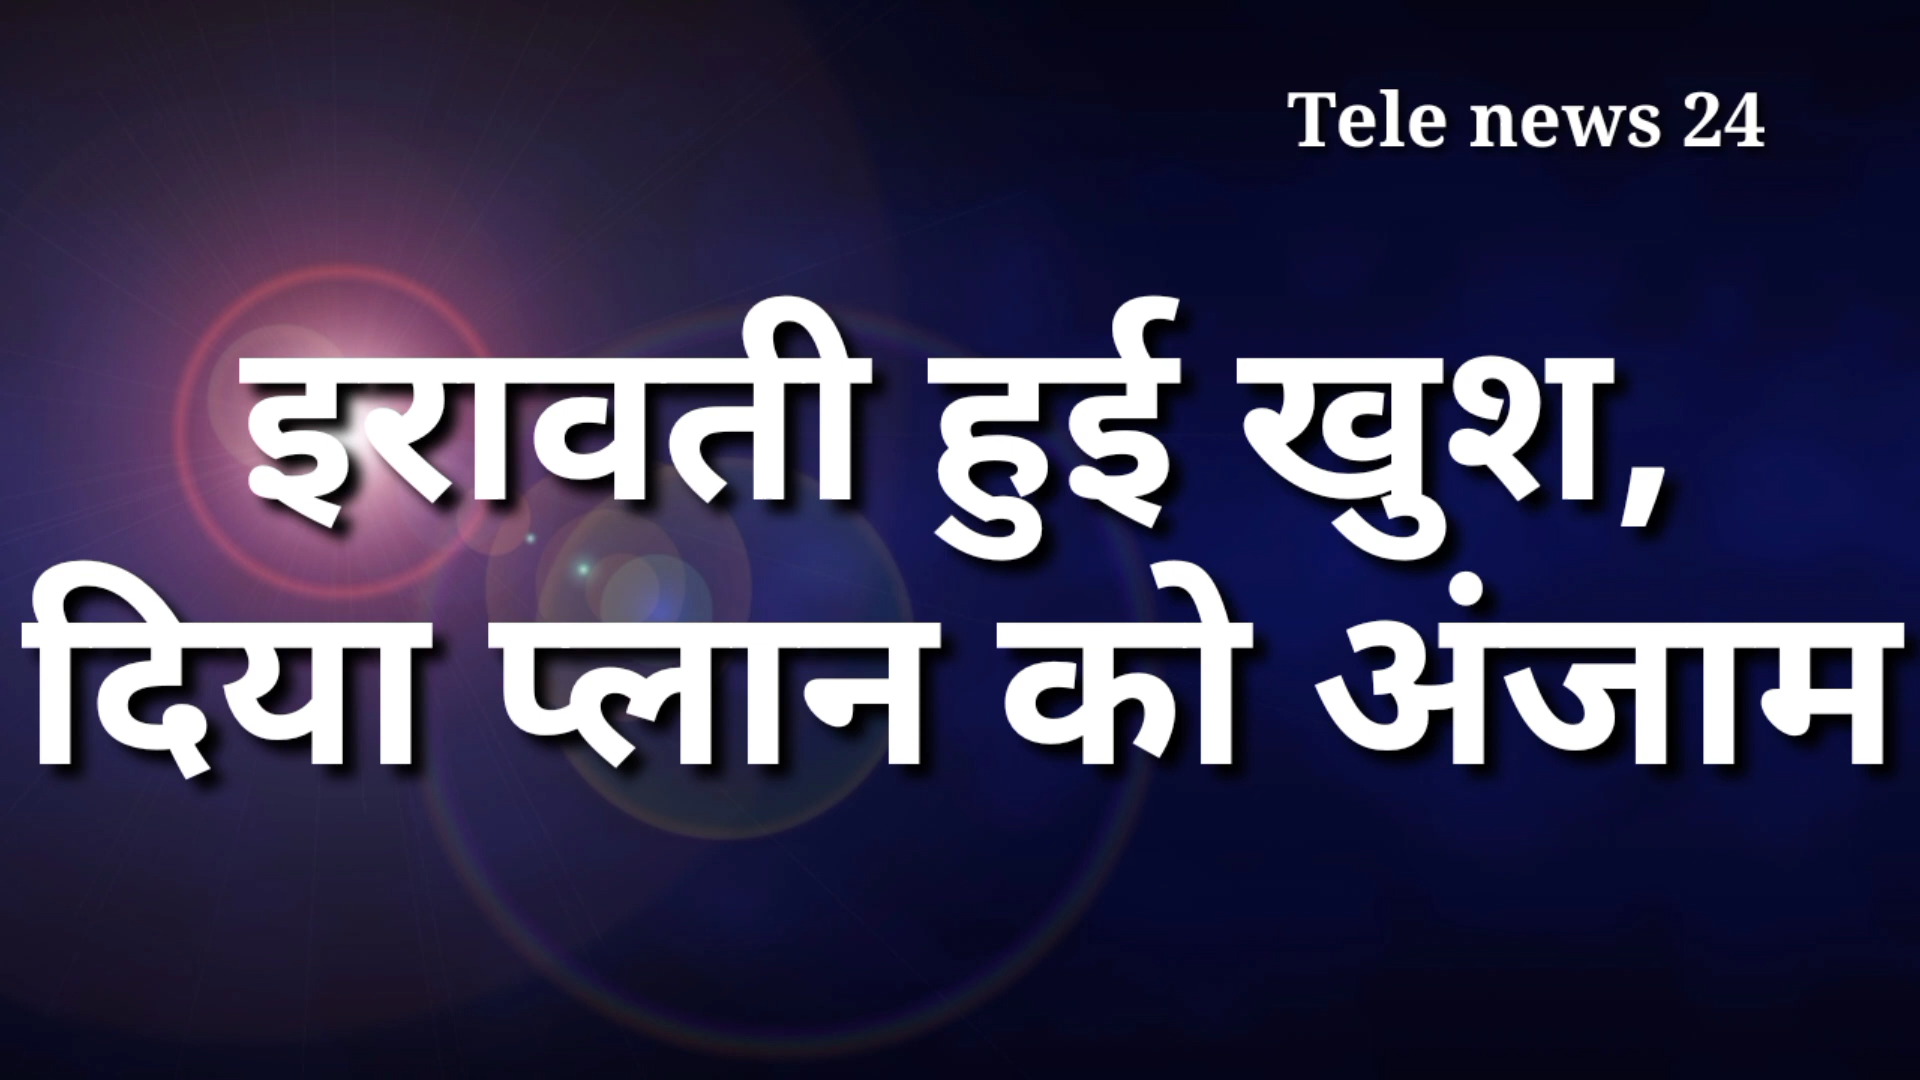 Tele news 24
इरावती हुई खुश,
दिया प्लान को अंजाम